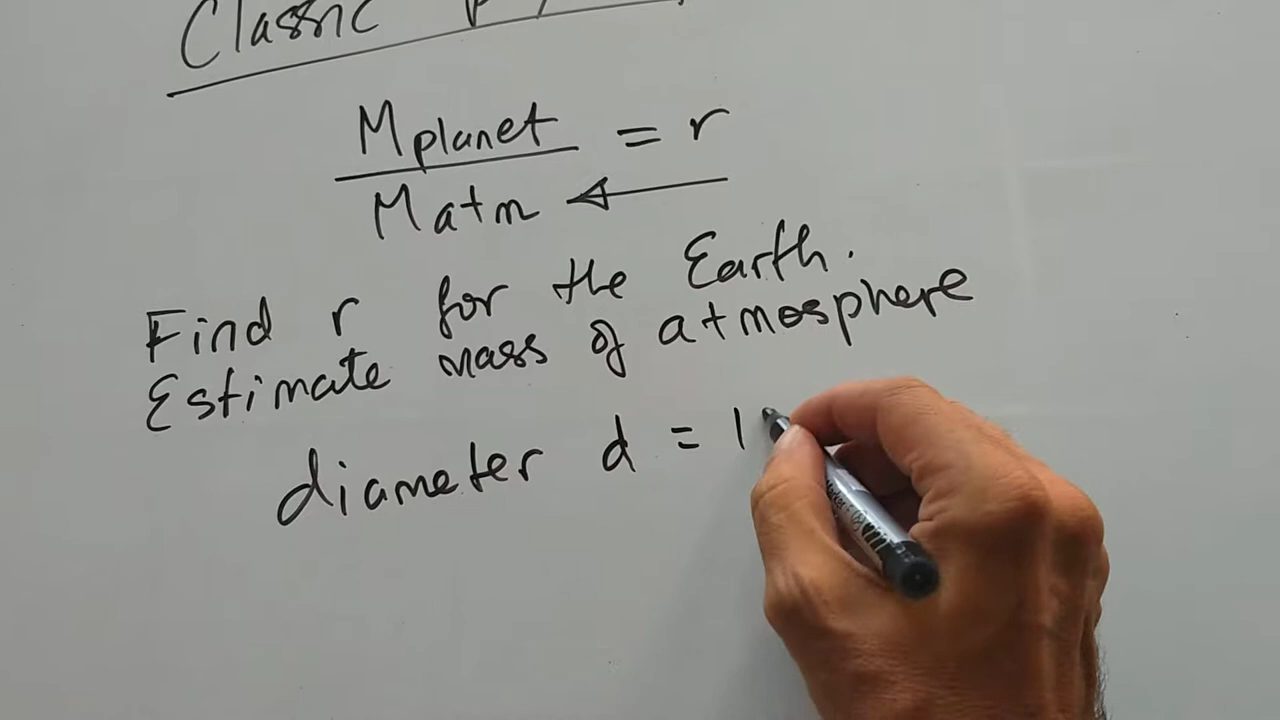 Classic
Mplanet = r
Matm
Find r for the Earth.
Estimate mass of atmosphere
diameter d = 1